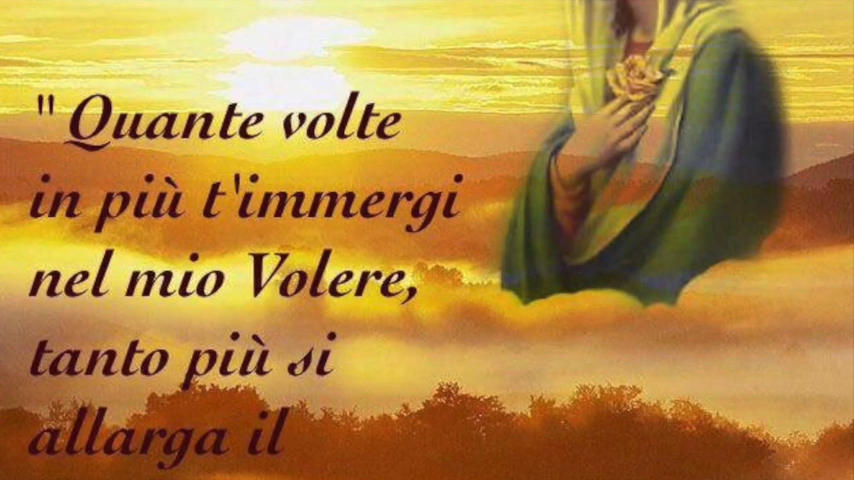 "Quante volte
in più t'immergi
nel mio Volere,
tanto più si
allarga il